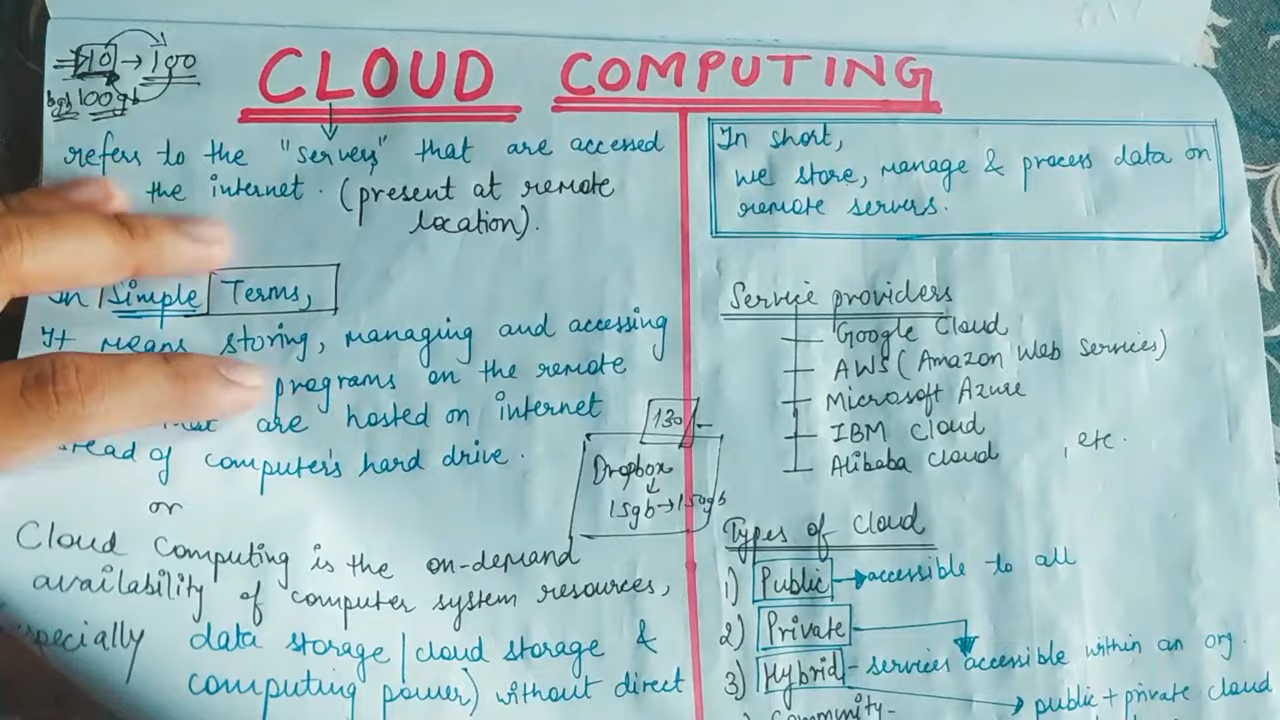 10 → 100
100gb
CLOUD COMPUTING
refers to the "servers" that are accessed
the internet. (present at remote
location).
In Simple Terms,
It means storing, managing and accessing
programs on the remote
are hosted on internet
of computer's hard drive.
or
Cloud Computing is the on-demand
availability of computer system resources,
data storage/cloud storage &
computing power) without direct
130
Dropbox
15gb → 150gb
In short,
we store, manage & process data on
remote servers.
Service providers
Google Cloud
AWS (Amazon Web Services)
Microsoft Azure
IBM Cloud
Alibaba cloud , etc.
Types of Cloud
1) Public → accessible to all
2) Private
3) Hybrid - services accessible within an org.
public + private cloud
Community-